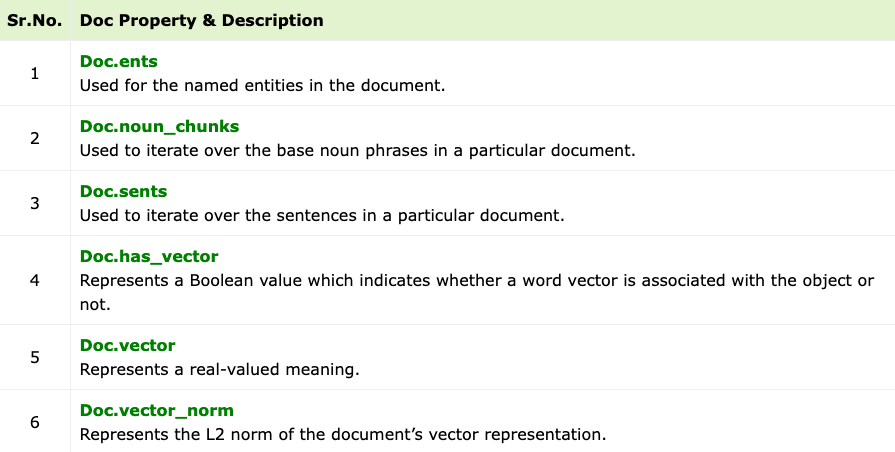 Sr.No. Doc Property & Description
1
Doc.ents
Used for the named entities in the document.
2
Doc.noun_chunks
Used to iterate over the base noun phrases in a particular document.
3
Doc.sents
Used to iterate over the sentences in a particular document.
4
Doc.has_vector
Represents a Boolean value which indicates whether a word vector is associated with the object or
not.
5
Doc.vector
Represents a real-valued meaning.
6
Doc.vector_norm
Represents the L2 norm of the document’s vector representation.